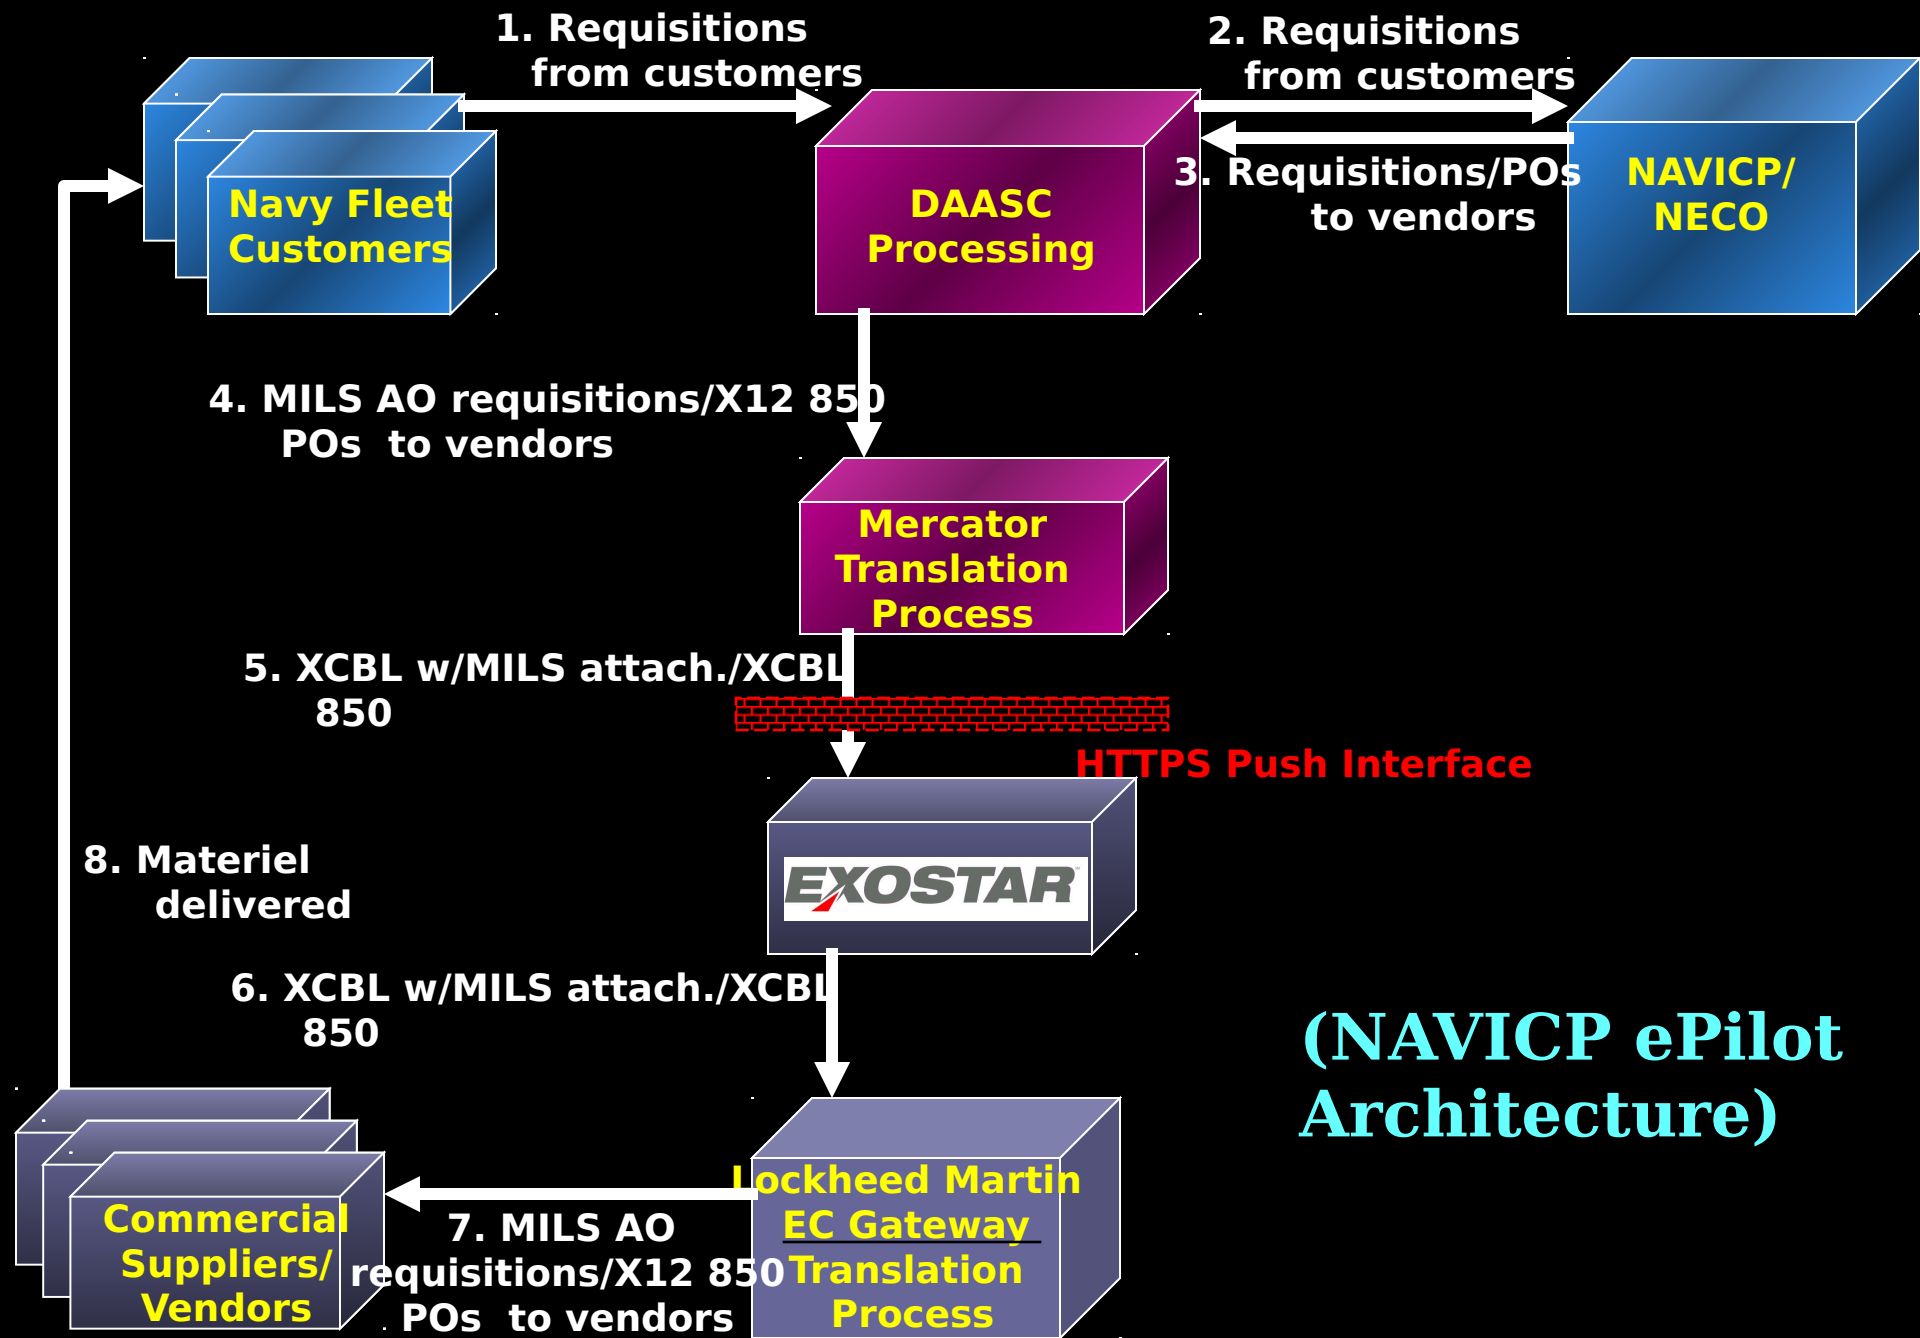 1. Requisitions
from customers
2. Requisitions
from customers
Navy Fleet
Customers
DAASC
Processing
3. Requisitions/POs
to vendors
NAVICP/
NECO
4. MILS AO requisitions/X12 850
POs to vendors
Mercator
Translation
Process
5. XCBL w/MILS attach./XCBL
850
HTTPS Push Interface
EXOSTAR
8. Materiel
delivered
6. XCBL w/MILS attach./XCBL
850
(NAVICP ePilot
Architecture)
Commercial
Suppliers/
Vendors
7. MILS AO
requisitions/X12 850
POs to vendors
Lockheed Martin
EC Gateway
Translation
Process